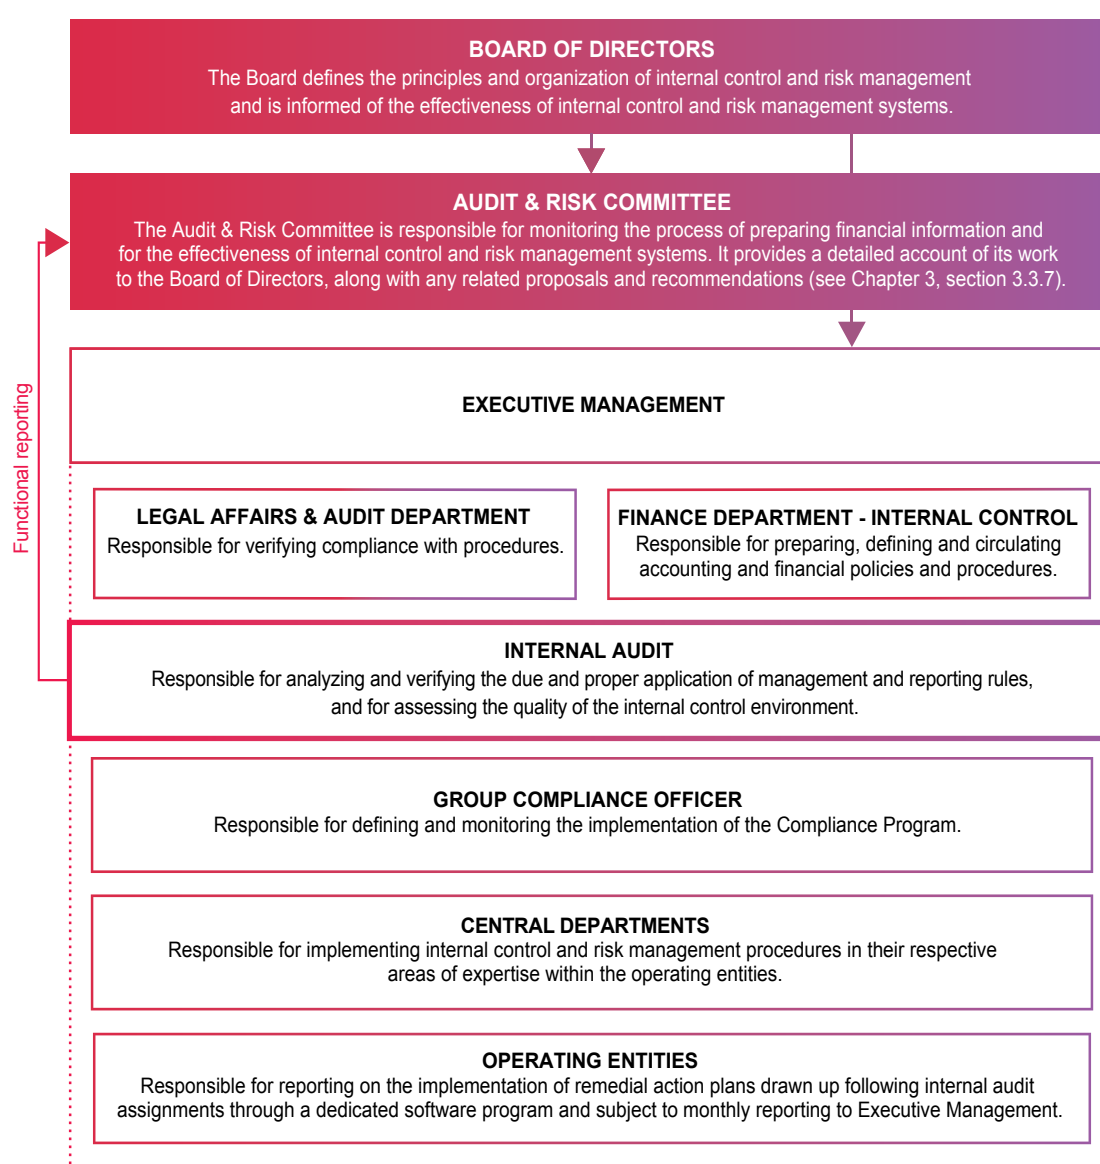 BOARD OF DIRECTORS
The Board defines the principles and organization of internal control and risk management
and is informed of the effectiveness of internal control and risk management systems.
AUDIT & RISK COMMITTEE
The Audit & Risk Committee is responsible for monitoring the process of preparing financial information and
for the effectiveness of internal control and risk management systems. It provides a detailed account of its work
to the Board of Directors, along with any related proposals and recommendations (see Chapter 3, section 3.3.7).
Functional reporting
EXECUTIVE MANAGEMENT
LEGAL AFFAIRS & AUDIT DEPARTMENT
Responsible for verifying compliance with procedures.
FINANCE DEPARTMENT - INTERNAL CONTROL
Responsible for preparing, defining and circulating
accounting and financial policies and procedures.
INTERNAL AUDIT
Responsible for analyzing and verifying the due and proper application of management and reporting rules,
and for assessing the quality of the internal control environment.
GROUP COMPLIANCE OFFICER
Responsible for defining and monitoring the implementation of the Compliance Program.
CENTRAL DEPARTMENTS
Responsible for implementing internal control and risk management procedures in their respective
areas of expertise within the operating entities.
OPERATING ENTITIES
Responsible for reporting on the implementation of remedial action plans drawn up following internal audit
assignments through a dedicated software program and subject to monthly reporting to Executive Management.